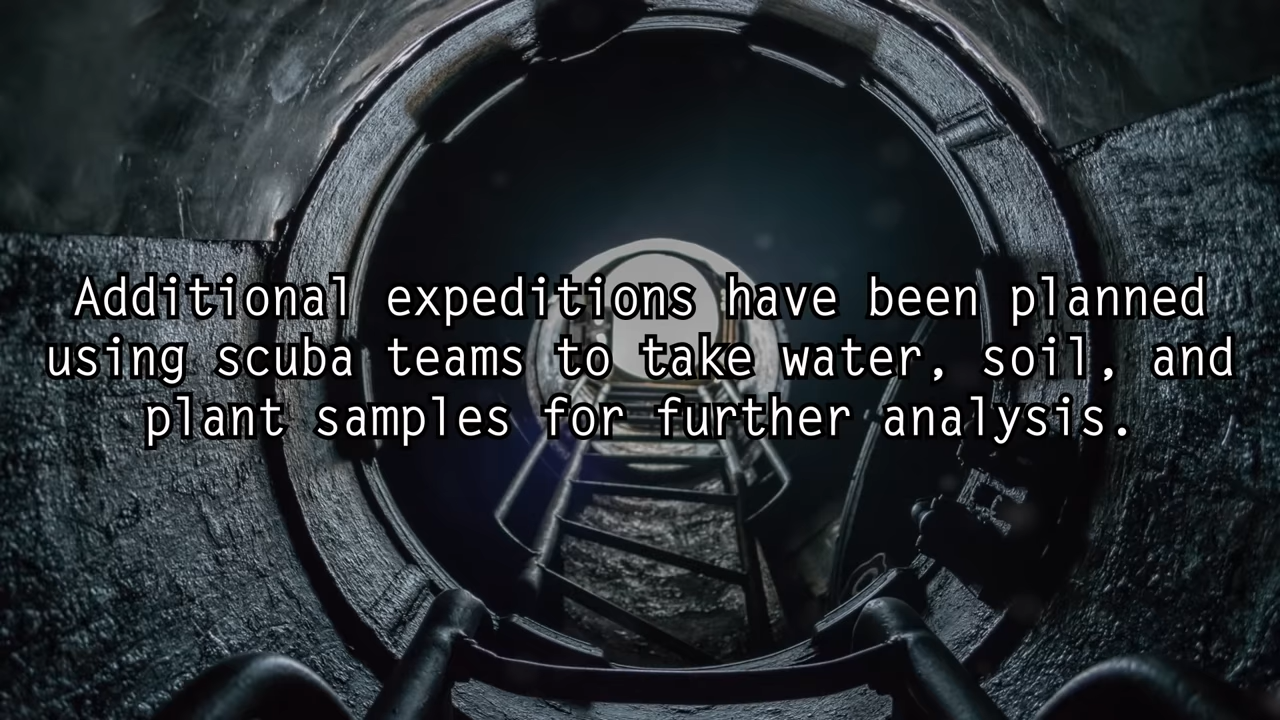 Additional expeditions have been planned
using scuba teams to take water, soil, and
plant samples for further analysis.